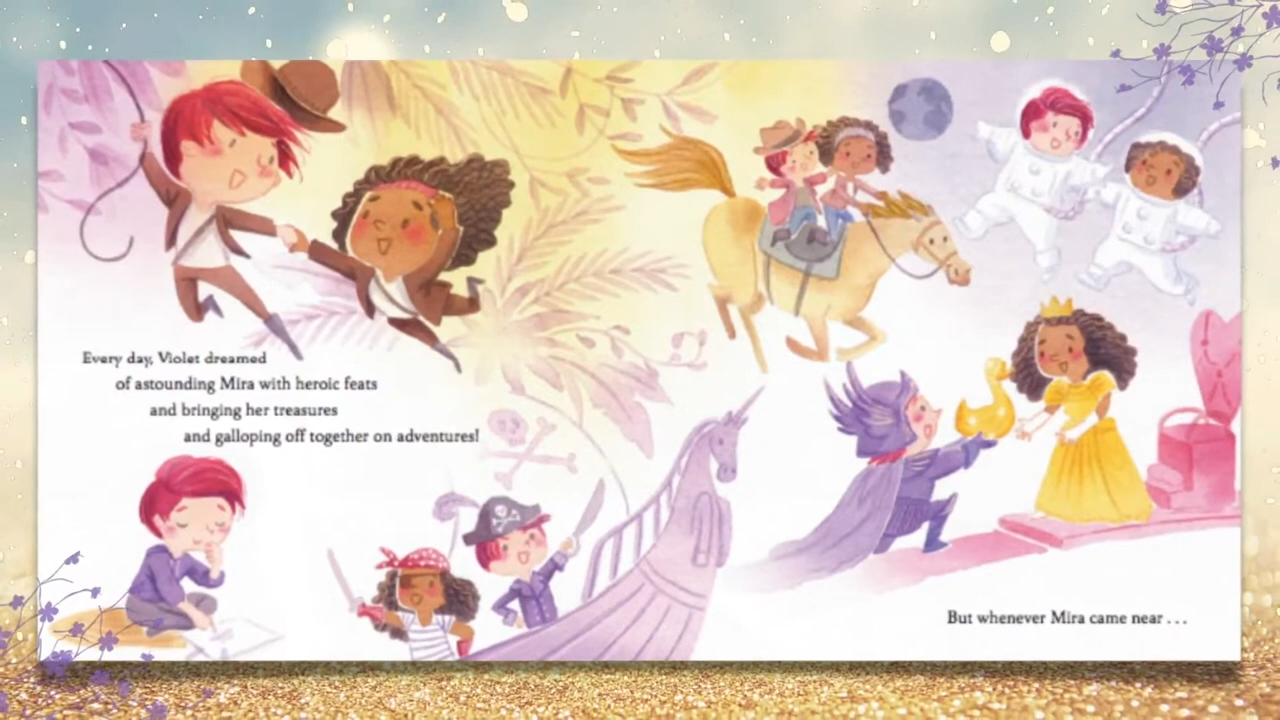 Every day, Violet dreamed
of astounding Mira with heroic feats
and bringing her treasures
and galloping off together on adventures!
But whenever Mira came near . . .